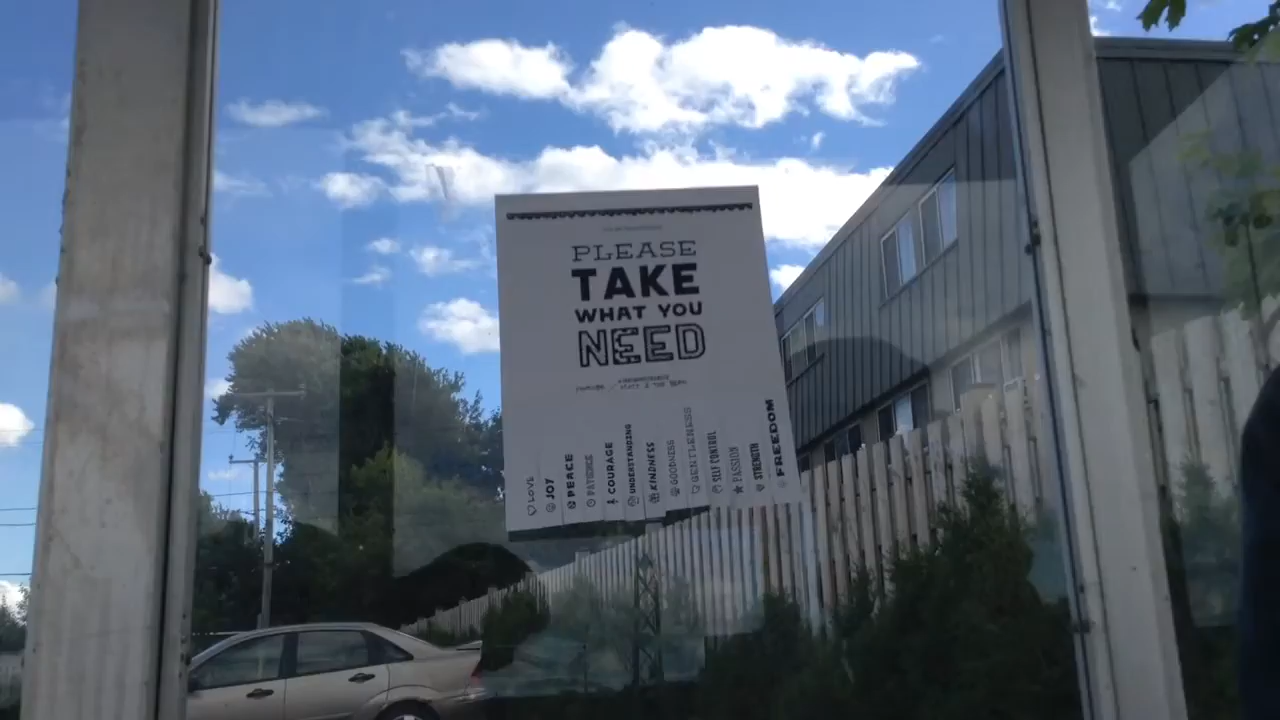 PLEASE
TAKE
WHAT YOU
NEED
LOVE
JOY
PEACE
PATIENCE
COURAGE
UNDERSTANDING
KINDNESS
GOODNESS
GENTLENESS
SELF CONTROL
PASSION
STRENGTH
FREEDOM